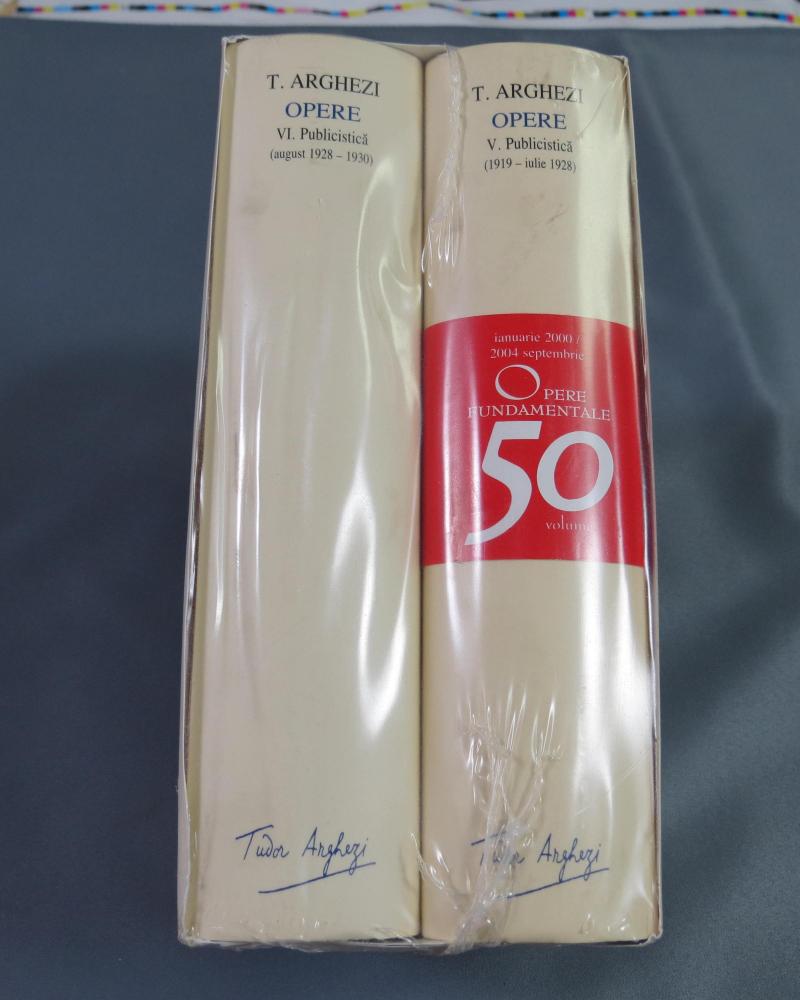 T. ARGHEZI
OPERE
VI. Publicistică
(august 1928 – 1930)
Tudor Arghezi
T. ARGHEZI
OPERE
V. Publicistică
(1919 – iulie 1928)
ianuarie 2000 /
2004 septembrie
OPERE
FUNDAMENTALE
50
volume
Tudor Arghezi